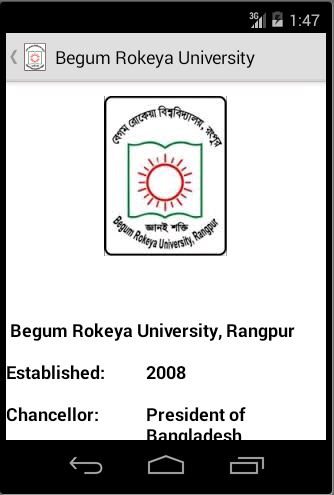 3G 1:47
Begum Rokeya University
বেগম রোকেয়া বিশ্ববিদ্যালয়, রংপুর
জ্ঞানই শক্তি
Begum Rokeya University, Rangpur
Begum Rokeya University, Rangpur
Established: 2008
Chancellor: President of
Bangladesh